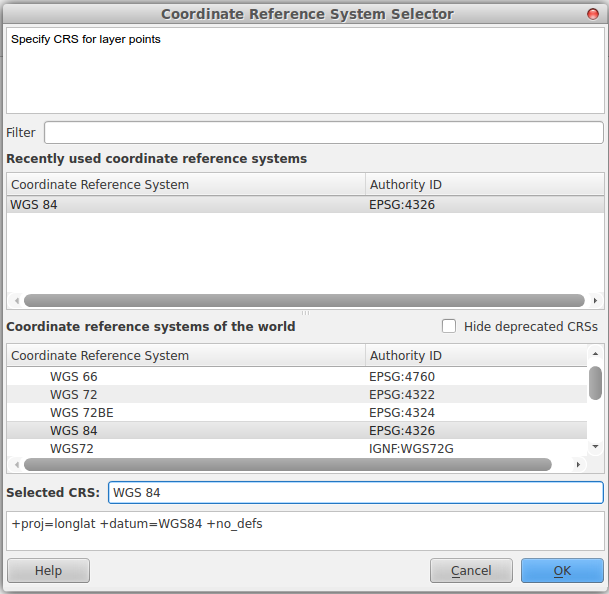 Coordinate Reference System Selector
Specify CRS for layer points
Filter
Recently used coordinate reference systems
Coordinate Reference System Authority ID
WGS 84 EPSG:4326
Coordinate reference systems of the world Hide deprecated CRSs
Coordinate Reference System Authority ID
WGS 66 EPSG:4760
WGS 72 EPSG:4322
WGS 72BE EPSG:4324
WGS 84 EPSG:4326
WGS72 IGNF:WGS72G
Selected CRS: WGS 84
+proj=longlat +datum=WGS84 +no_defs
Help Cancel OK